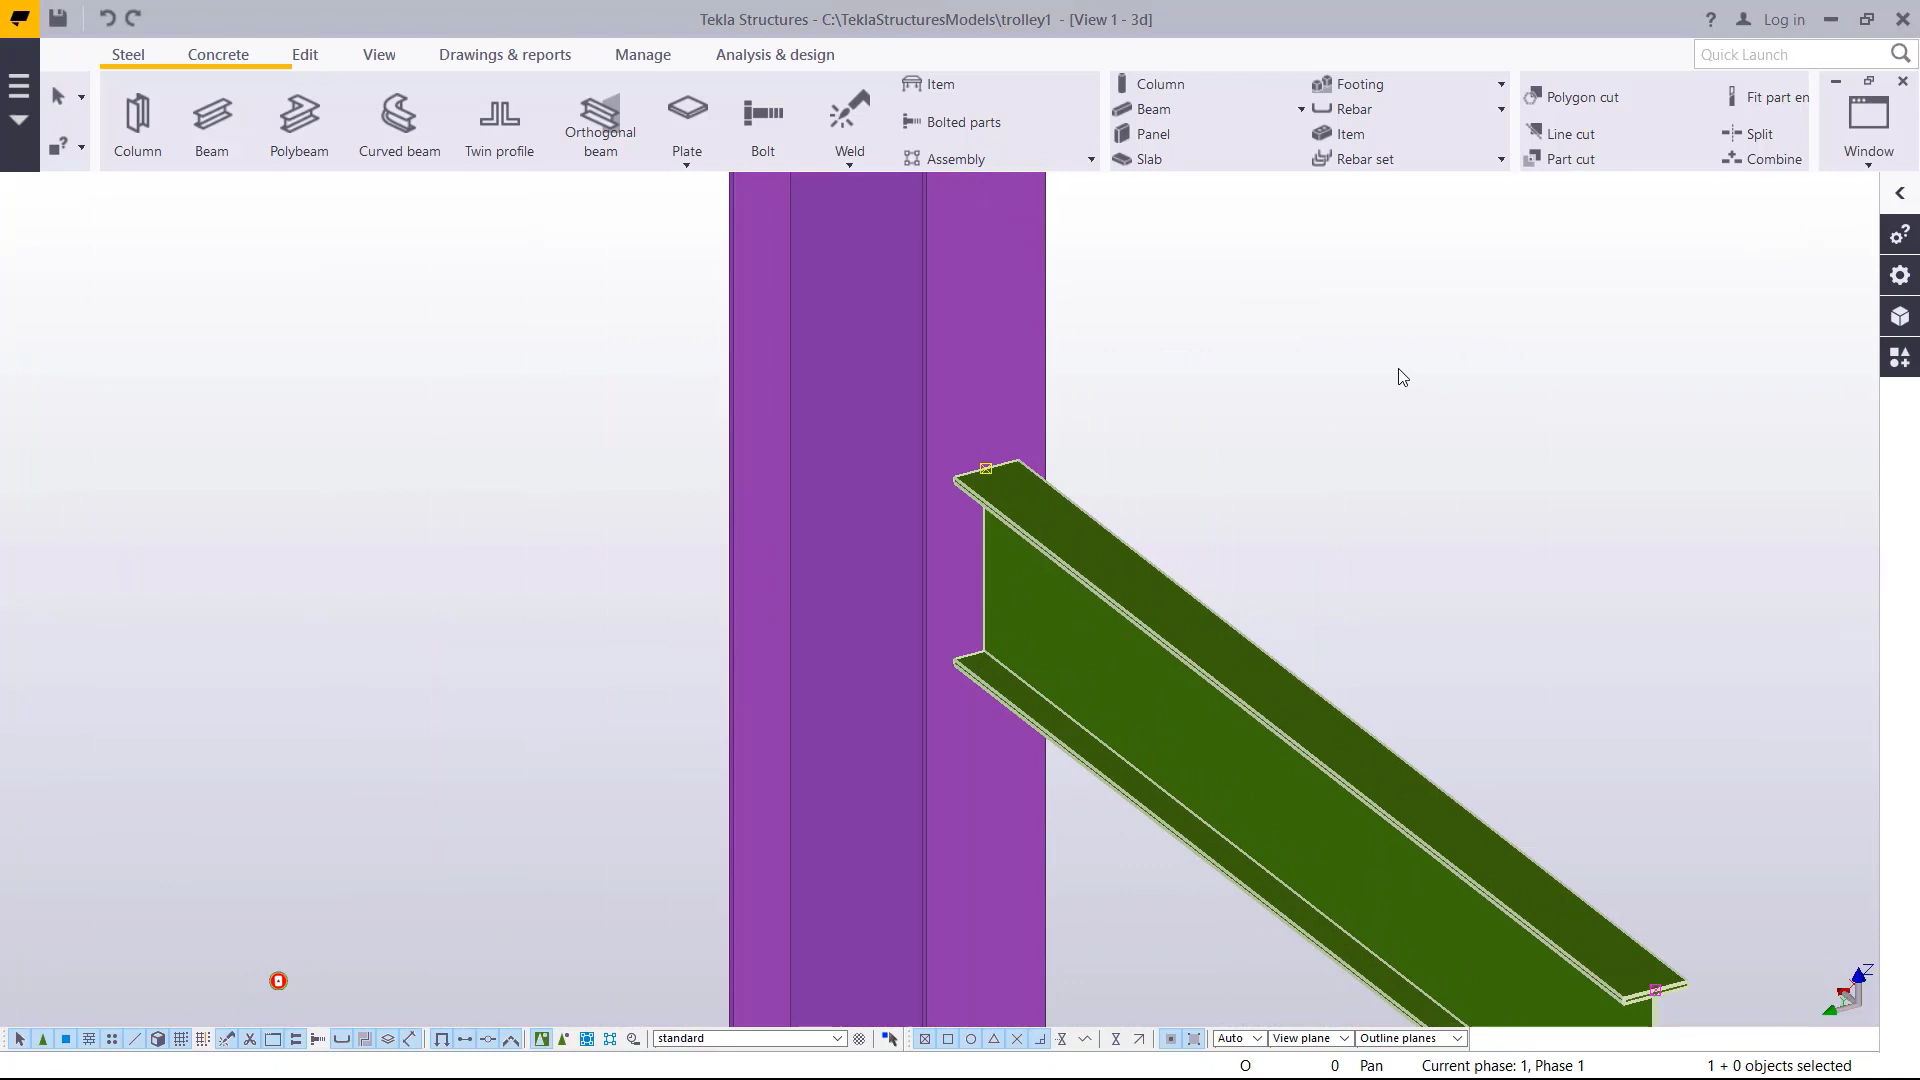 Tekla Structures - C:\TeklaStructuresModels\trolley1 - [View 1 - 3d]
? Log in
Steel Concrete Edit View Drawings & reports Manage Analysis & design
Quick Launch
Column
Beam
Polybeam
Curved beam
Twin profile
Orthogonal
beam
Plate
Bolt
Weld
Item
Bolted parts
Assembly
Column
Beam
Panel
Slab
Footing
Rebar
Item
Rebar set
Polygon cut
Line cut
Part cut
Fit part en
Split
Combine
Window
Z
standard
Auto
View plane
Outline planes
O 0 Pan Current phase: 1, Phase 1 1 + 0 objects selected